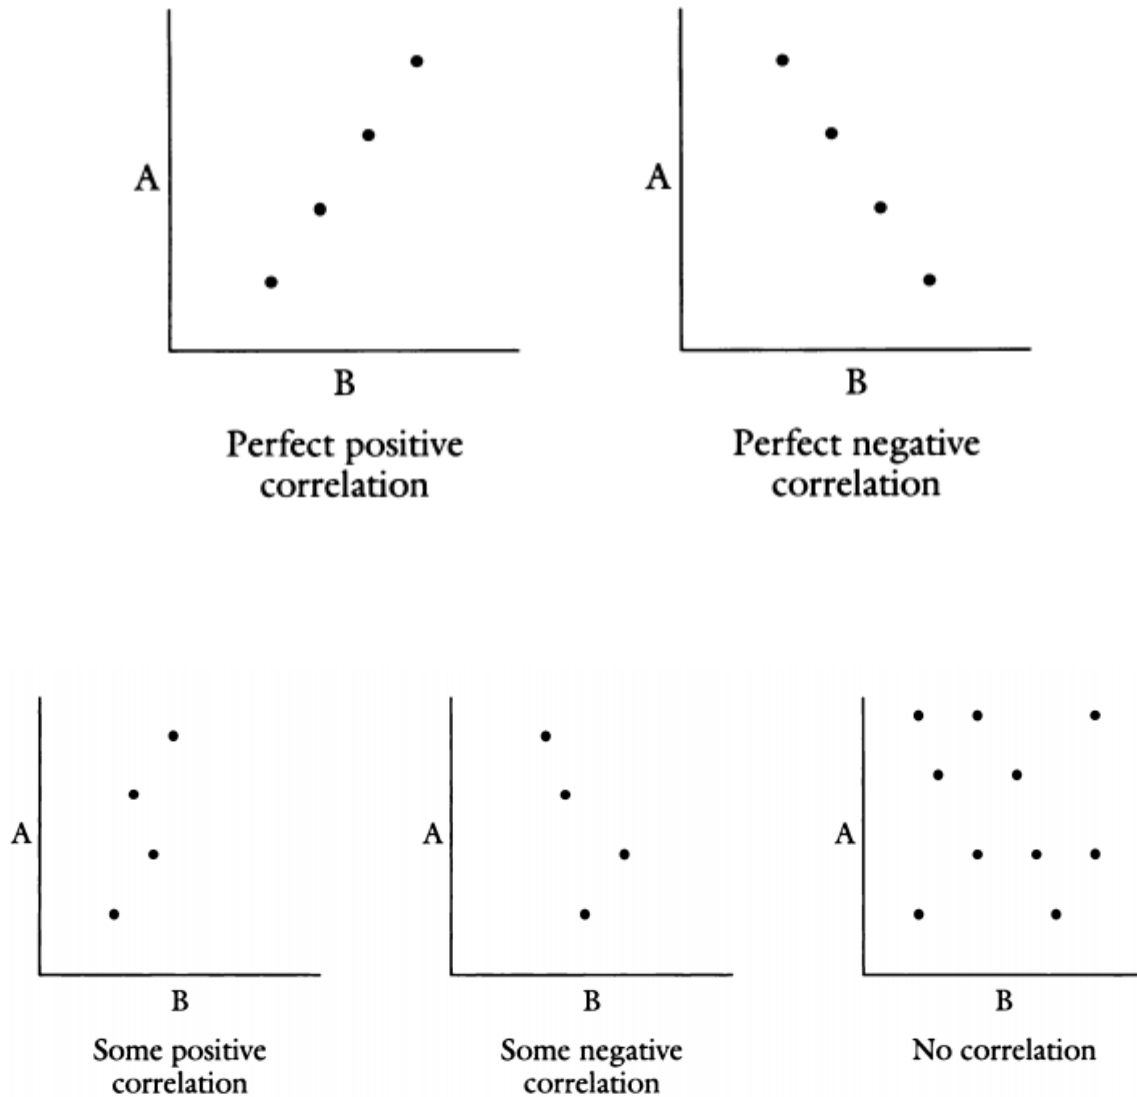 A
A
B
B
Perfect positive
correlation
Perfect negative
correlation
A
A
A
B
B
B
Some positive
correlation
Some negative
correlation
No correlation